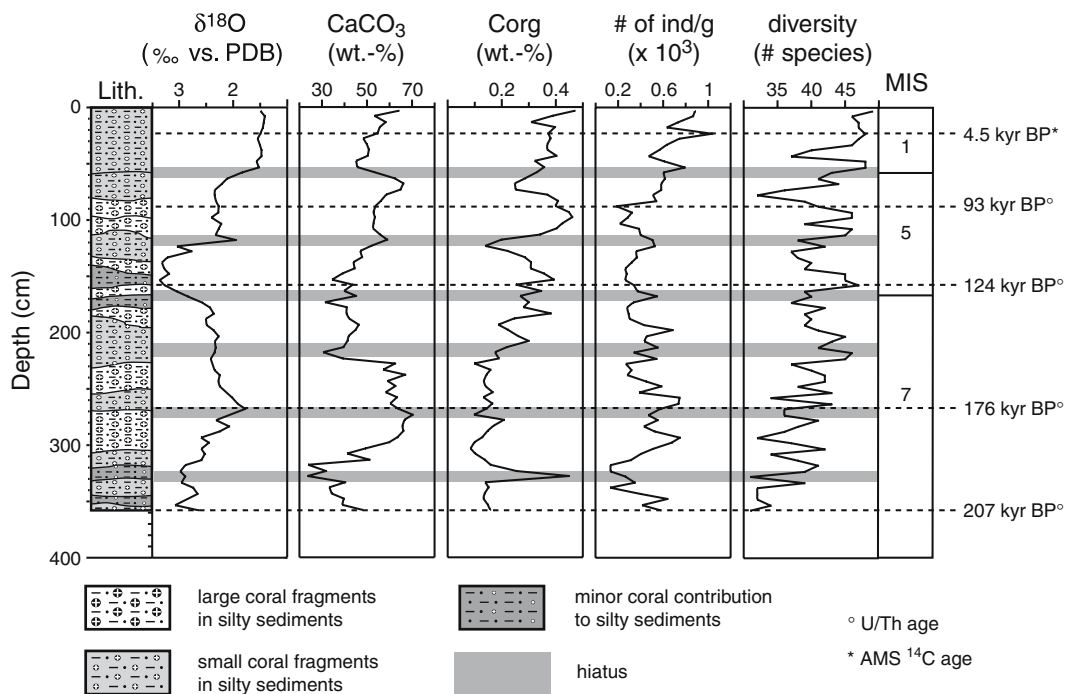 δ18O CaCO3 Corg # of ind/g diversity
(‰ vs. PDB) (wt.-%) (wt.-%) (x 10³) (# species)
Lith. 3 2 30 50 70 0.2 0.4 0.2 0.6 1 35 40 45 MIS
0
100
200
300
400
Depth (cm)
1
5
7
4.5 kyr BP*
93 kyr BP°
124 kyr BP°
176 kyr BP°
207 kyr BP°
large coral fragments
in silty sediments
small coral fragments
in silty sediments
minor coral contribution
to silty sediments
hiatus
° U/Th age
* AMS 14C age